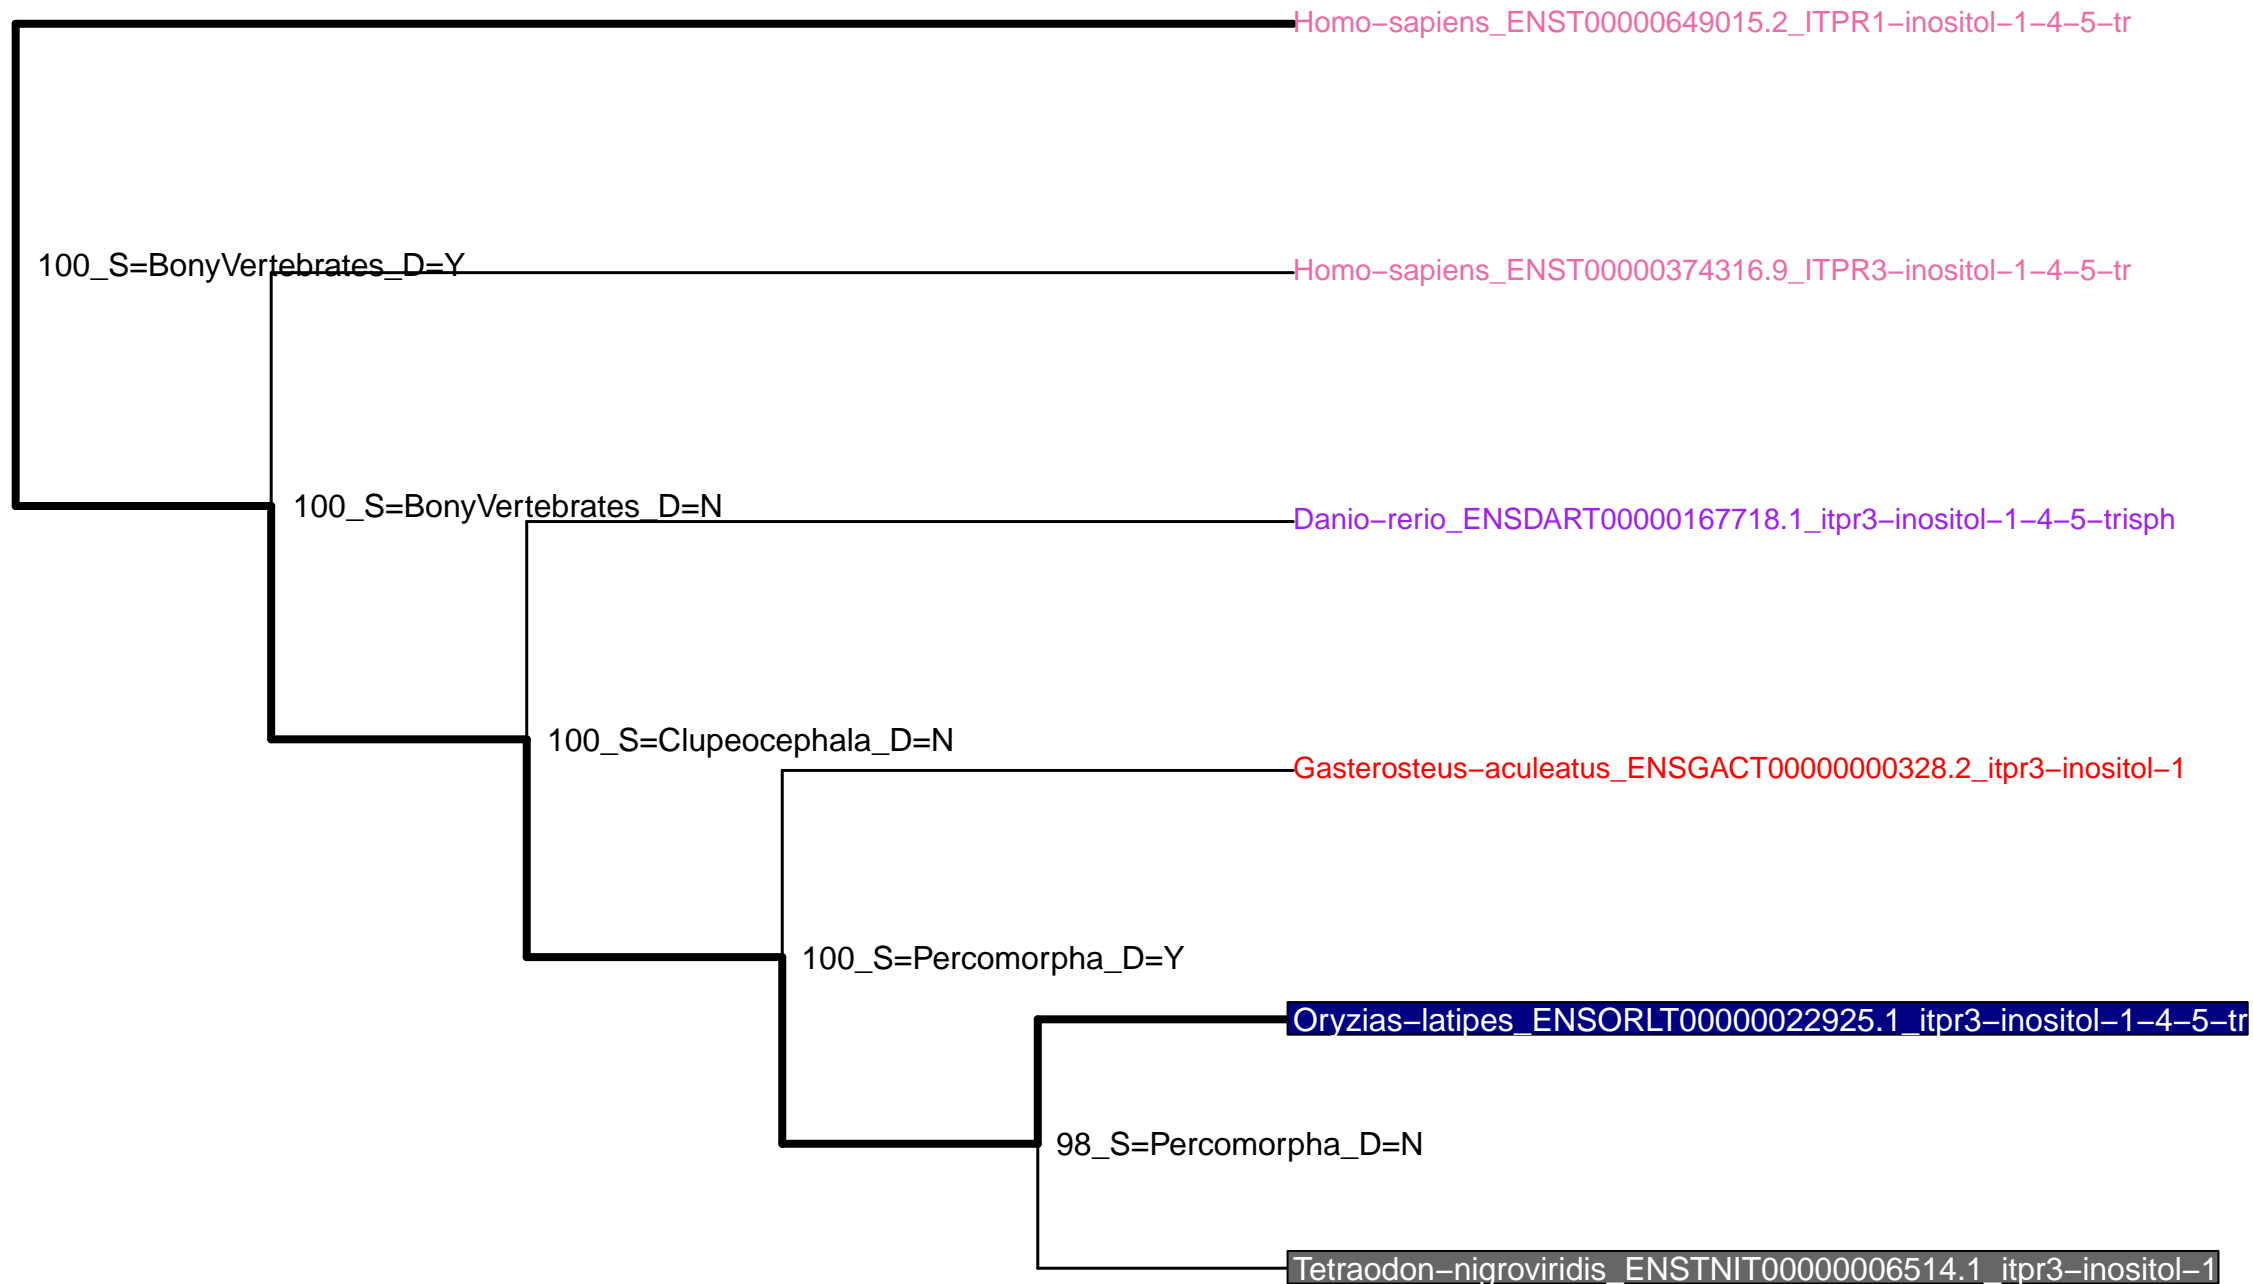 Homo−sapiens_ENST00000649015.2_ITPR1−inositol−1−4−5−tr
100_S=BonyVertebrates_D=Y
Homo−sapiens_ENST00000374316.9_ITPR3−inositol−1−4−5−tr
100_S=BonyVertebrates_D=N
Danio−rerio_ENSDART00000167718.1_itpr3−inositol−1−4−5−trisph
100_S=Clupeocephala_D=N
Gasterosteus−aculeatus_ENSGACT00000000328.2_itpr3−inositol−1
100_S=Percomorpha_D=Y
Oryzias−latipes_ENSORLT00000022925.1_itpr3−inositol−1−4−5−tr
98_S=Percomorpha_D=N
Tetraodon−nigroviridis_ENSTNIT00000006514.1_itpr3−inositol−1